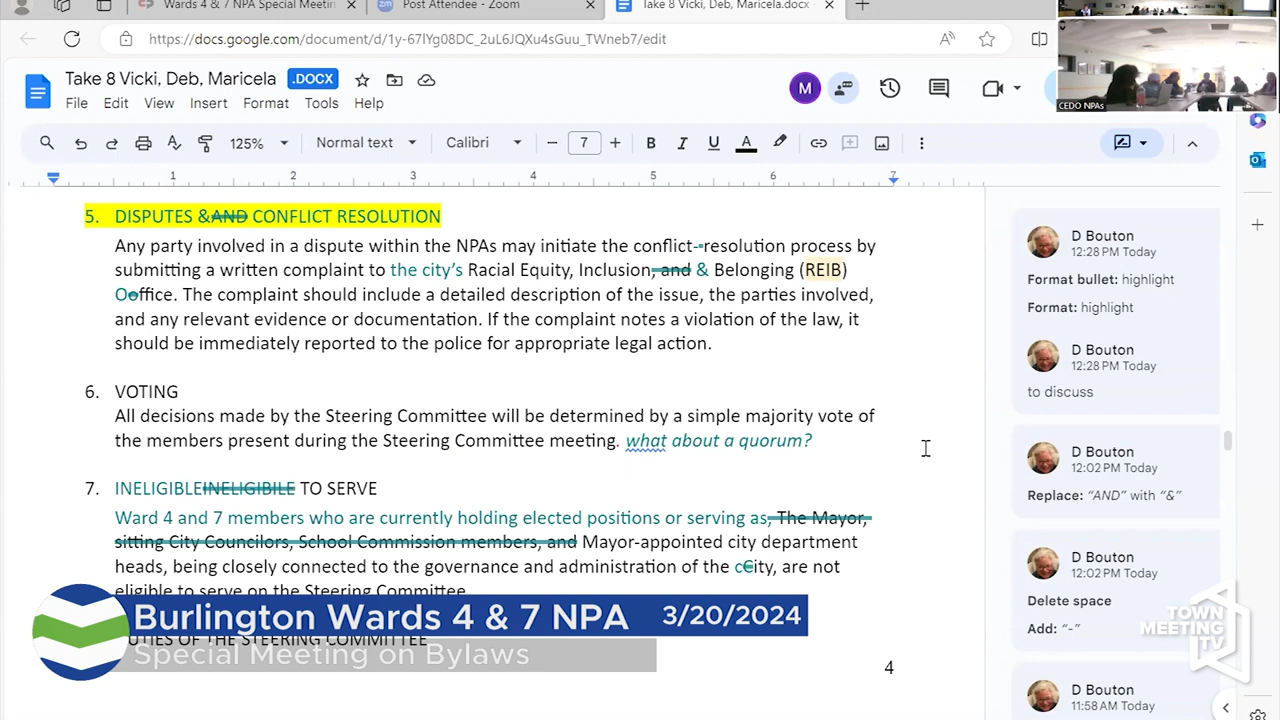 Wards 4 & 7 NPA Special Meetin
Post Attendee - Zoom
Take 8 Vicki, Deb, Maricela.docx
https://docs.google.com/document/d/1y-67lYg08DC_2uL6JQXu4sGuu_TWneb7/edit
Take 8 Vicki, Deb, Maricela .DOCX
File Edit View Insert Format Tools Help
M
CEDO NPAs
125% Normal text Calibri 7 B I U A
1 2 3 4 5 6 7
5. DISPUTES &AND CONFLICT RESOLUTION
Any party involved in a dispute within the NPAs may initiate the conflict--resolution process by
submitting a written complaint to the city's Racial Equity, Inclusion, and & Belonging (REIB)
Ooffice. The complaint should include a detailed description of the issue, the parties involved,
and any relevant evidence or documentation. If the complaint notes a violation of the law, it
should be immediately reported to the police for appropriate legal action.
6. VOTING
All decisions made by the Steering Committee will be determined by a simple majority vote of
the members present during the Steering Committee meeting. what about a quorum?
7. INELIGIBLEINELIGIBILE TO SERVE
Ward 4 and 7 members who are currently holding elected positions or serving as, The Mayor,
sitting City Councilors, School Commission members, and Mayor-appointed city department
heads, being closely connected to the governance and administration of the cCity, are not
eligible to serve on the Steering Committee.
DUTIES OF THE STEERING COMMITTEE
4
D Bouton
12:28 PM Today
Format bullet: highlight
Format: highlight
D Bouton
12:28 PM Today
to discuss
D Bouton
12:02 PM Today
Replace: "AND" with "&"
D Bouton
12:02 PM Today
Delete space
Add: "-"
D Bouton
11:58 AM Today
Burlington Wards 4 & 7 NPA 3/20/2024
Special Meeting on Bylaws
TOWN
MEETING
TV